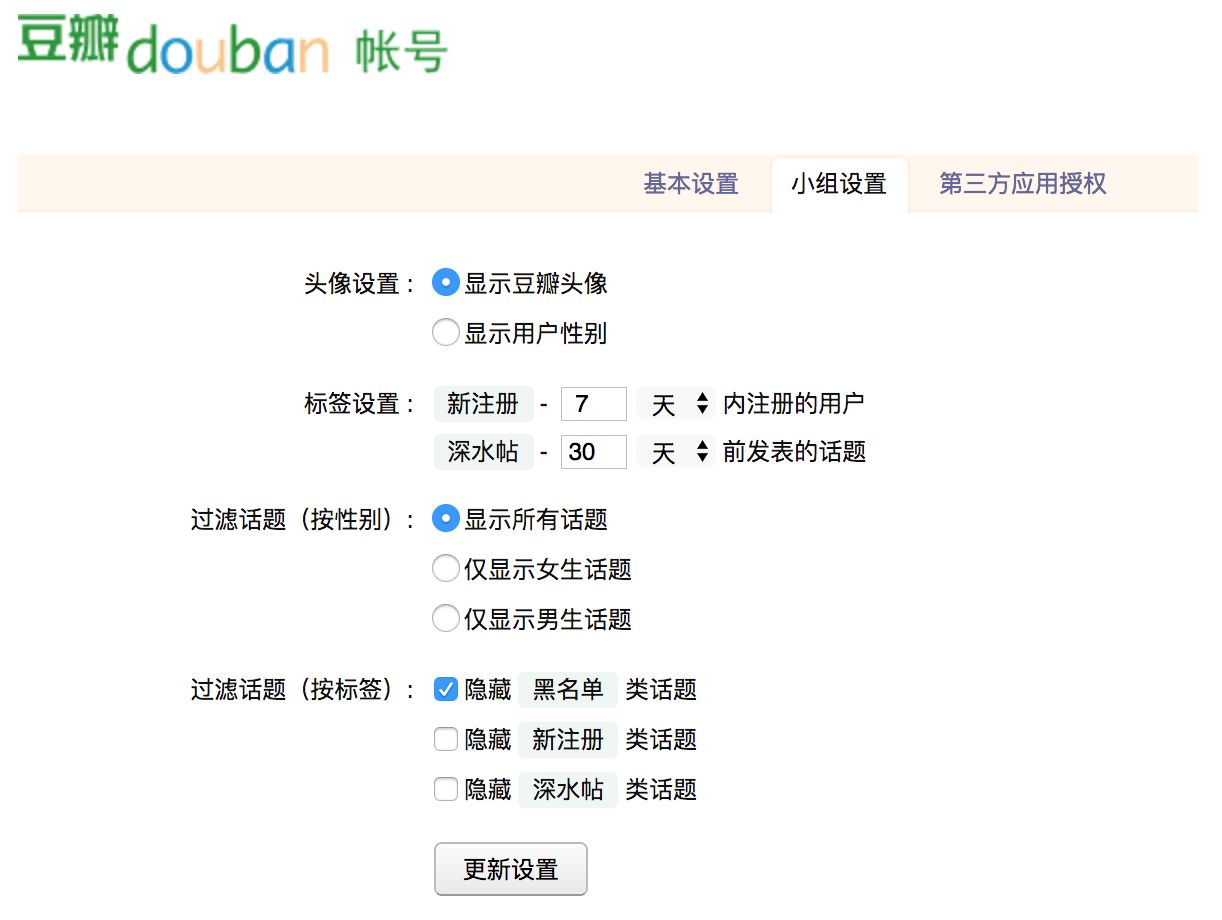 豆瓣douban 帐号
基本设置 小组设置 第三方应用授权
头像设置： 显示豆瓣头像
显示用户性别
标签设置： 新注册 - 7 天 内注册的用户
深水帖 - 30 天 前发表的话题
过滤话题（按性别）： 显示所有话题
仅显示女生话题
仅显示男生话题
过滤话题（按标签）： 隐藏 黑名单 类话题
隐藏 新注册 类话题
隐藏 深水帖 类话题
更新设置